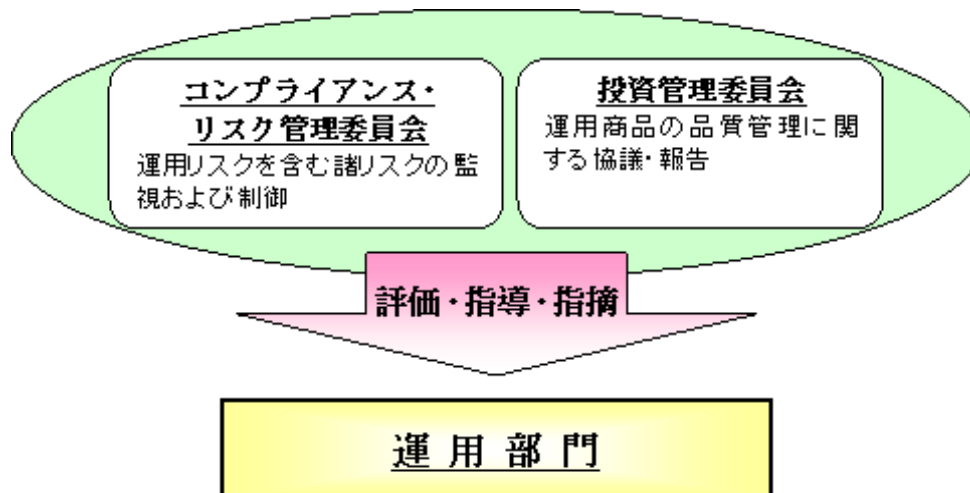 コンプライアンス・
リスク管理委員会
運用リスクを含む諸リスクの監
視および制御
投資管理委員会
運用商品の品質管理に関
する協議・報告
評価・指導・指摘
運用部門